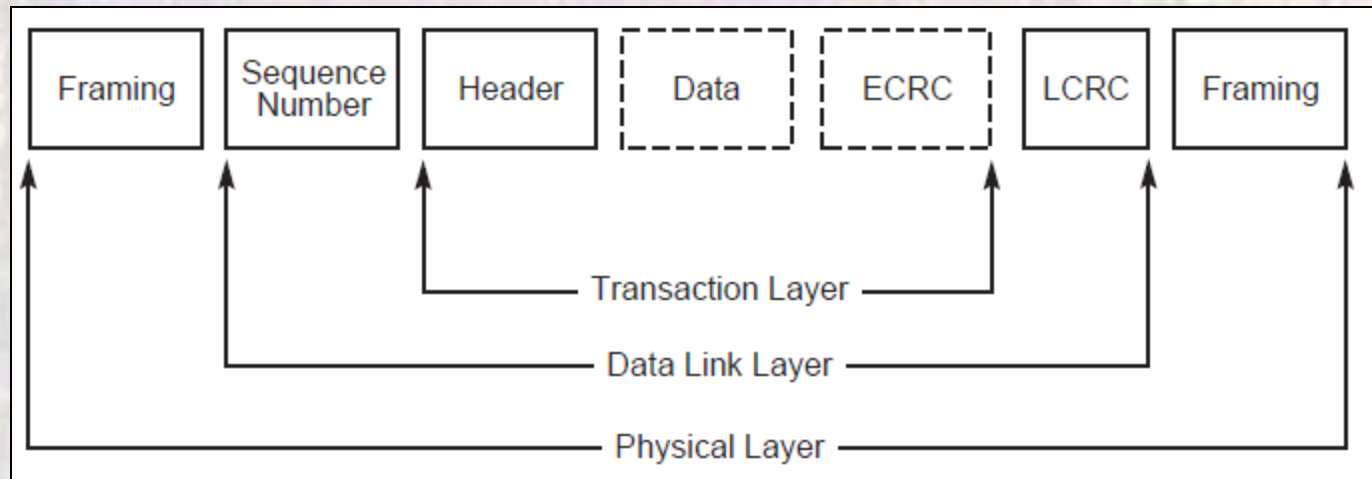 Framing
Sequence
Number
Header
Data
ECRC
LCRC
Framing
Transaction Layer
Data Link Layer
Physical Layer